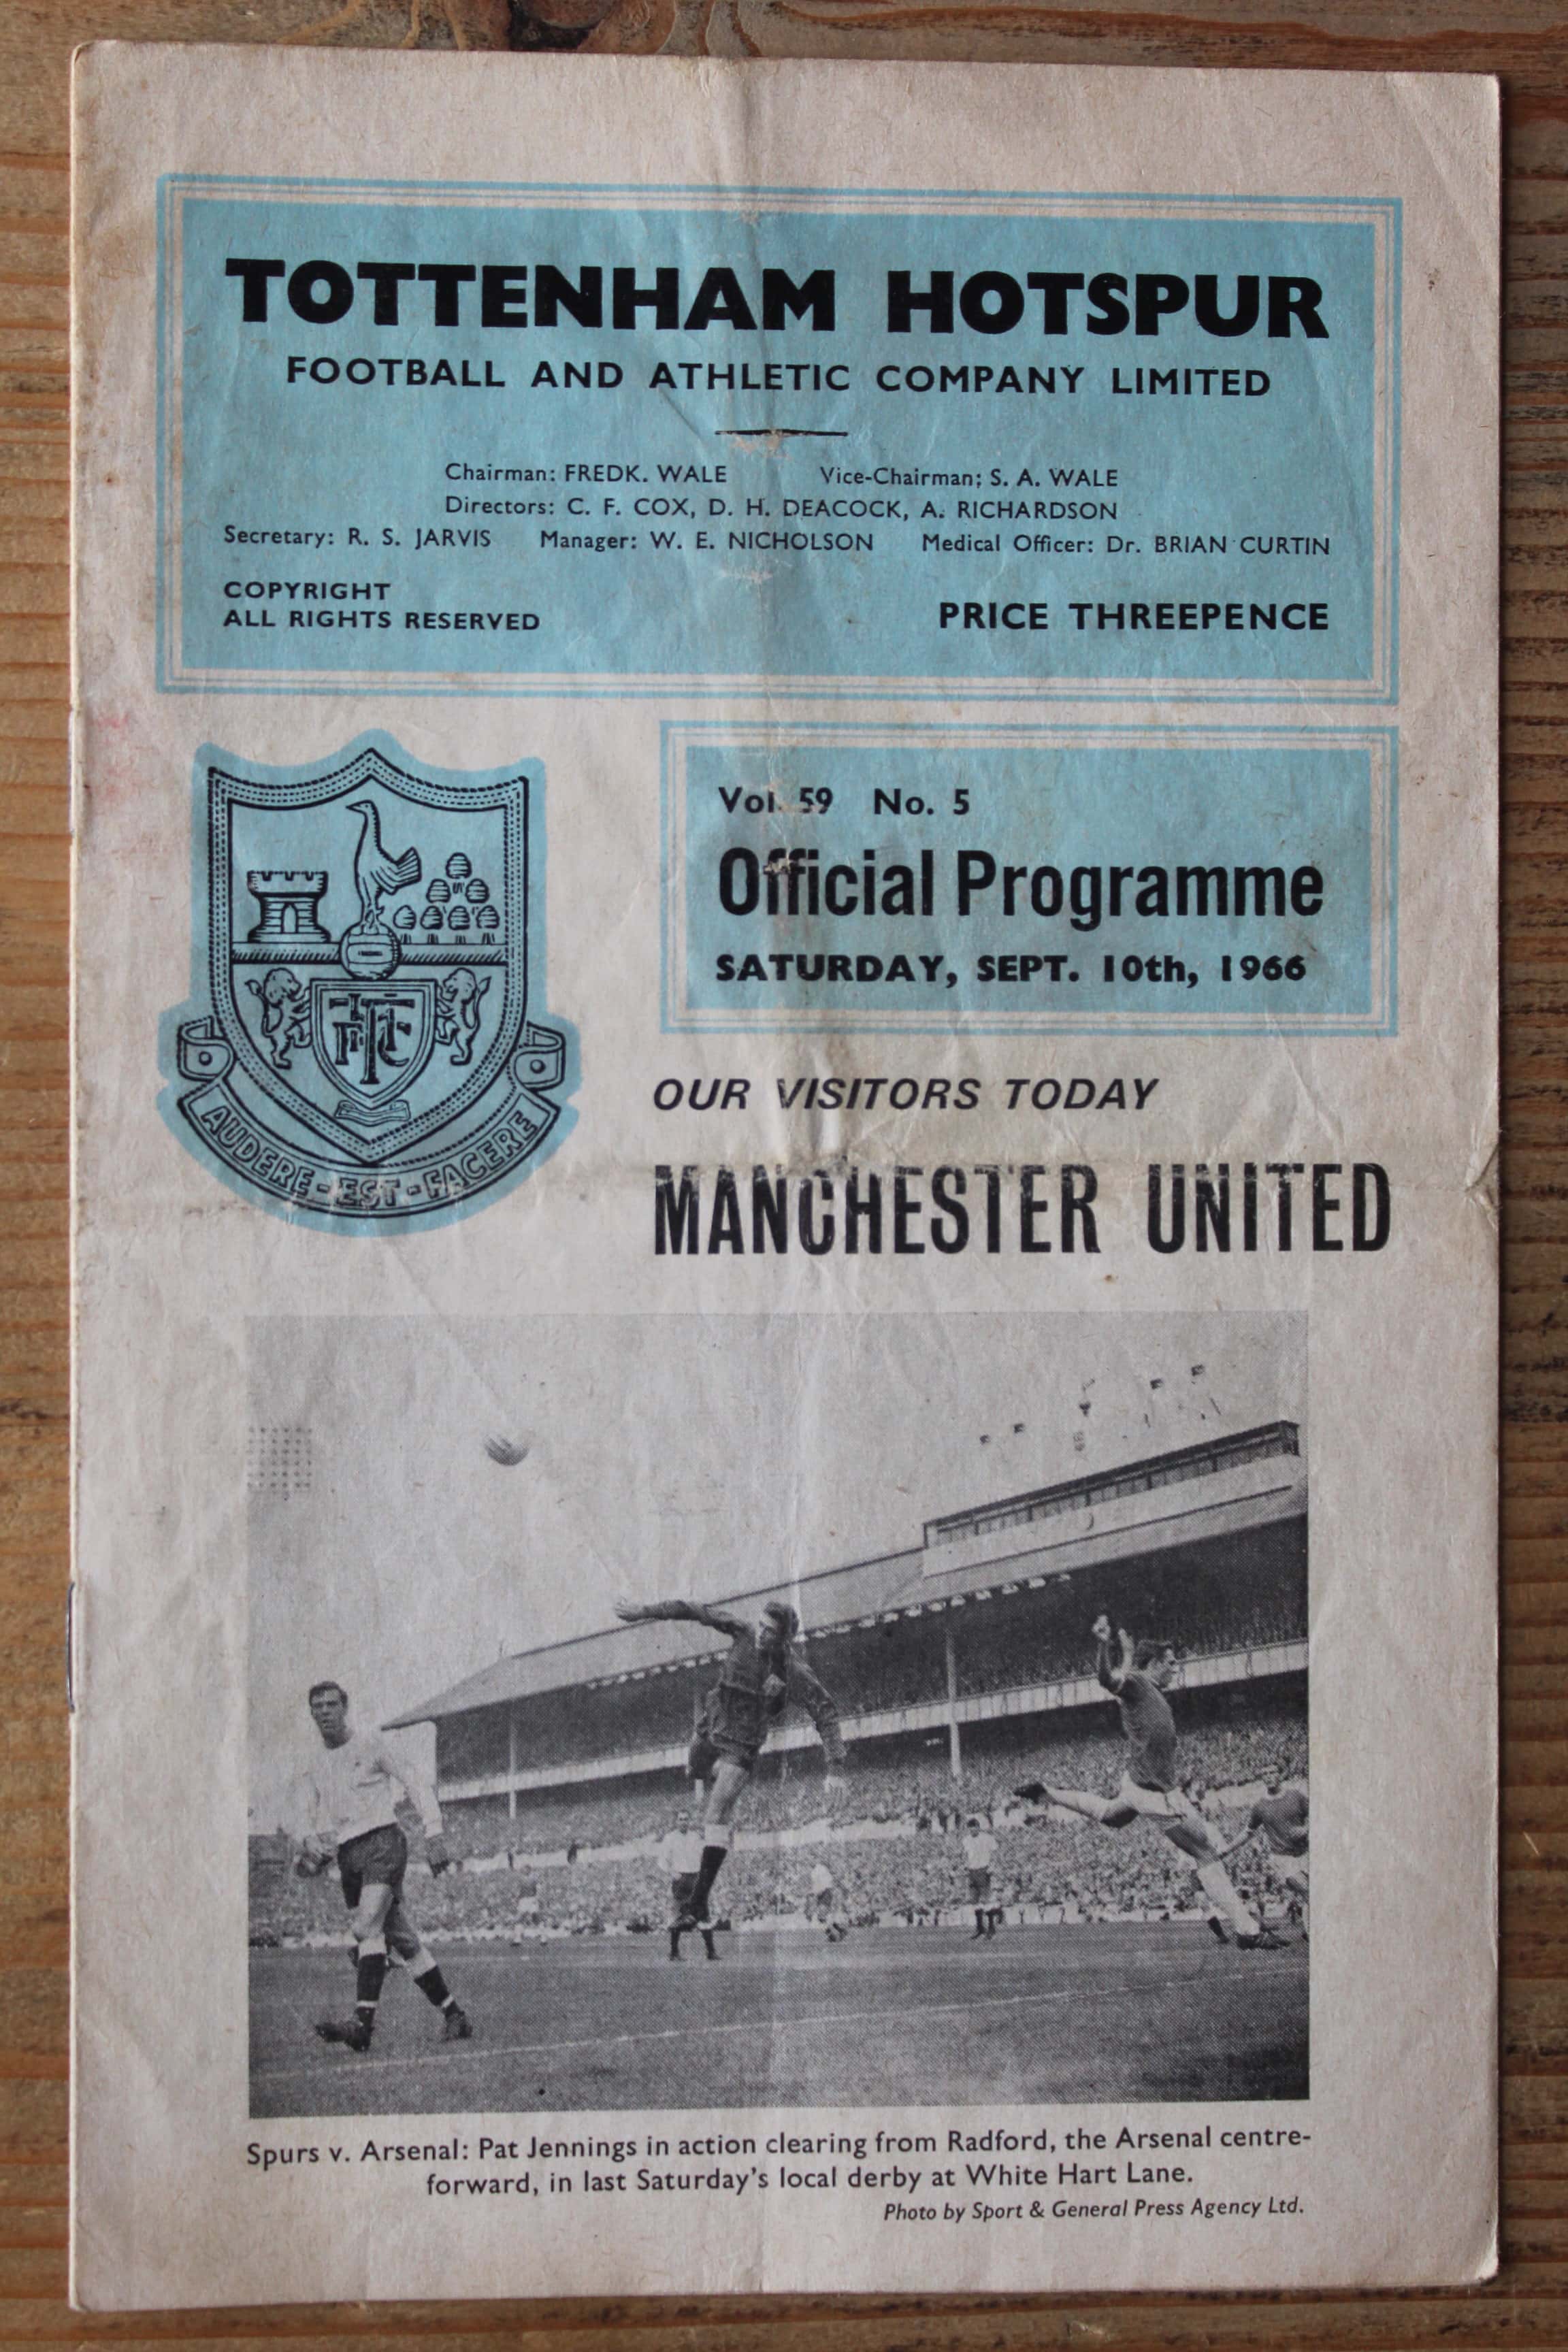 TOTTENHAM HOTSPUR
FOOTBALL AND ATHLETIC COMPANY LIMITED
Chairman: FREDK. WALE Vice-Chairman: S. A. WALE
Directors: C. F. COX, D. H. DEACOCK, A. RICHARDSON
Secretary: R. S. JARVIS Manager: W. E. NICHOLSON Medical Officer: Dr. BRIAN CURTIN
COPYRIGHT
ALL RIGHTS RESERVED
PRICE THREEPENCE
Vol. 59 No. 5
Official Programme
SATURDAY, SEPT. 10th, 1966
THFC
AUDERE - EST - FACERE
OUR VISITORS TODAY
MANCHESTER UNITED
Spurs v. Arsenal: Pat Jennings in action clearing from Radford, the Arsenal centre-
forward, in last Saturday's local derby at White Hart Lane.
Photo by Sport & General Press Agency Ltd.